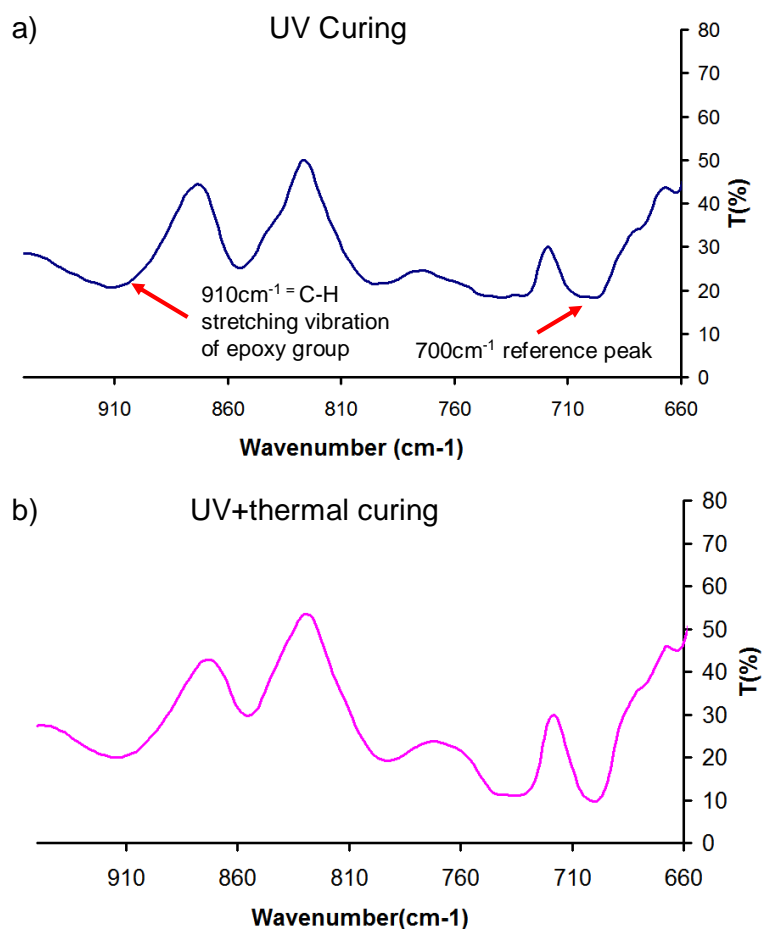 a)
UV Curing
80
70
60
50
40
30
20
10
0
T(%)
910cm⁻¹ ⁼ C-H
stretching vibration
of epoxy group
700cm⁻¹ reference peak
910 860 810 760 710 660
Wavenumber (cm-1)
b)
UV+thermal curing
80
70
60
50
40
30
20
10
0
T(%)
910 860 810 760 710 660
Wavenumber(cm-1)